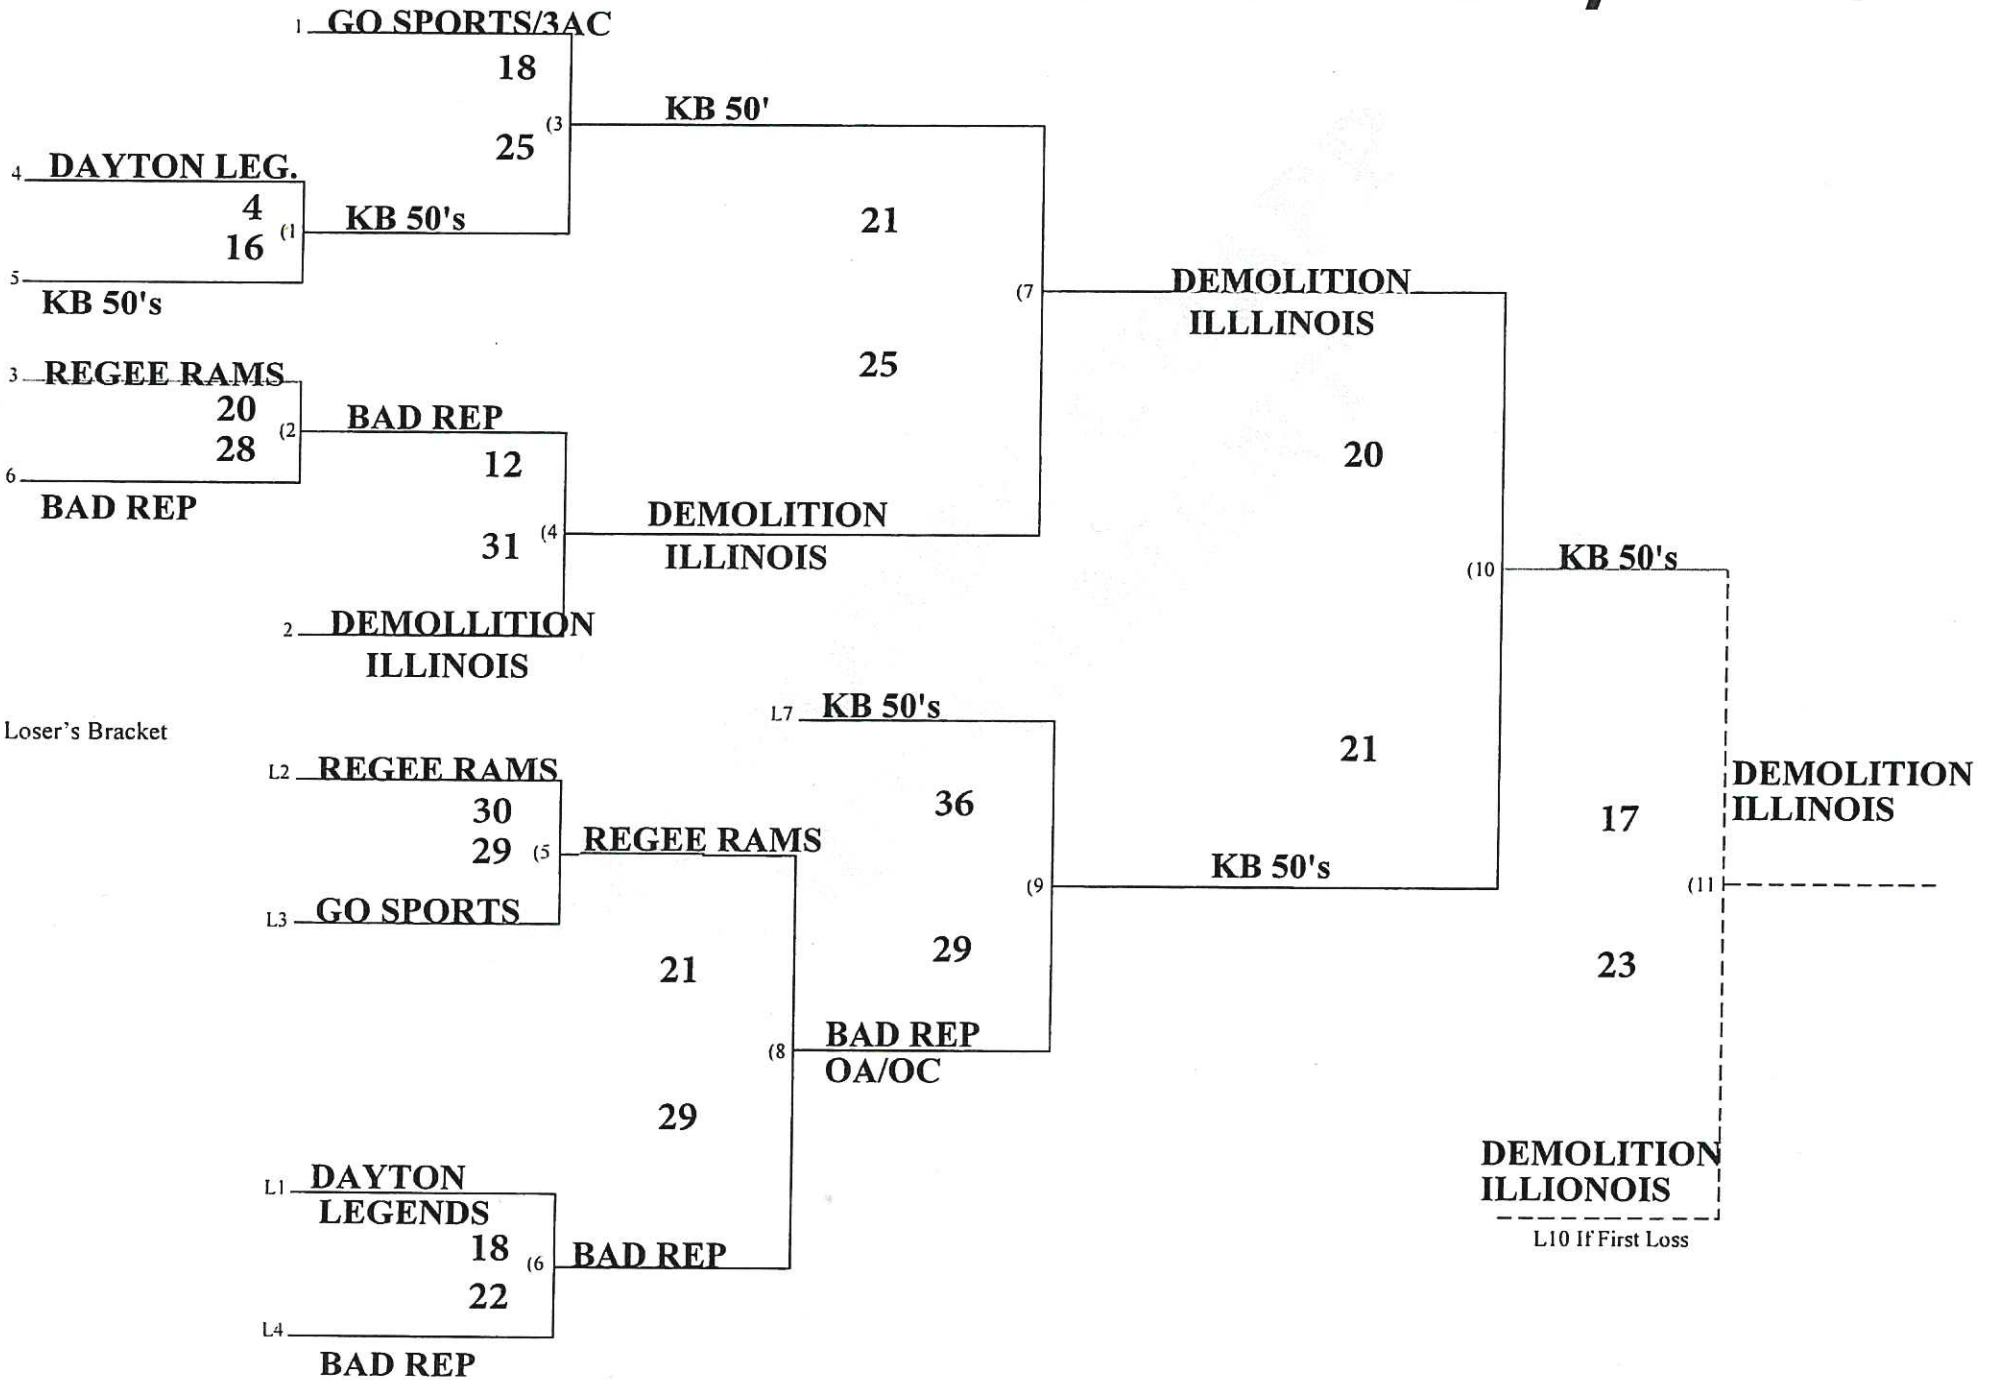 1 GO SPORTS/3AC
18
(3
25
KB 50'
4 DAYTON LEG.
4
(1
16
KB 50's
5
KB 50's
21
(7
25
DEMOLITION
ILLLINOIS
3 REGEE RAMS
20
(2
28
BAD REP
6
BAD REP
12
(4
31
DEMOLITION
ILLINOIS
2 DEMOLLITION
ILLINOIS
20
(10
21
KB 50's
Loser's Bracket
L7 KB 50's
L2 REGEE RAMS
30
29 (5
REGEE RAMS
L3 GO SPORTS
36
(9
29
KB 50's
21
(8
29
BAD REP
OA/OC
L1 DAYTON
LEGENDS
18
(6
22
BAD REP
L4
BAD REP
17
(11
23
DEMOLITION
ILLINOIS
DEMOLITION
ILLIONOIS
L10 If First Loss